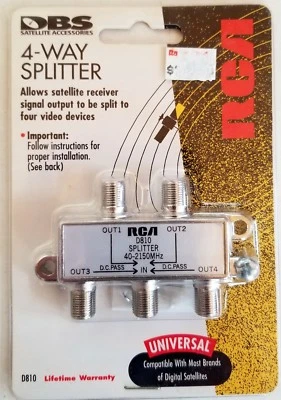 DBS
SATELLITE ACCESSORIES
4-WAY
SPLITTER
Allows satellite receiver
signal output to be split to
four video devices
• Important:
Follow instructions for
proper installation.
(See back)
RCA
OUT1
RCA
OUT2
D810
SPLITTER
40-2150MHz
D.C.PASS
D.C.PASS
OUT3
IN
OUT4
UNIVERSAL
Compatible With Most Brands
of Digital Satellites
D810 Lifetime Warranty